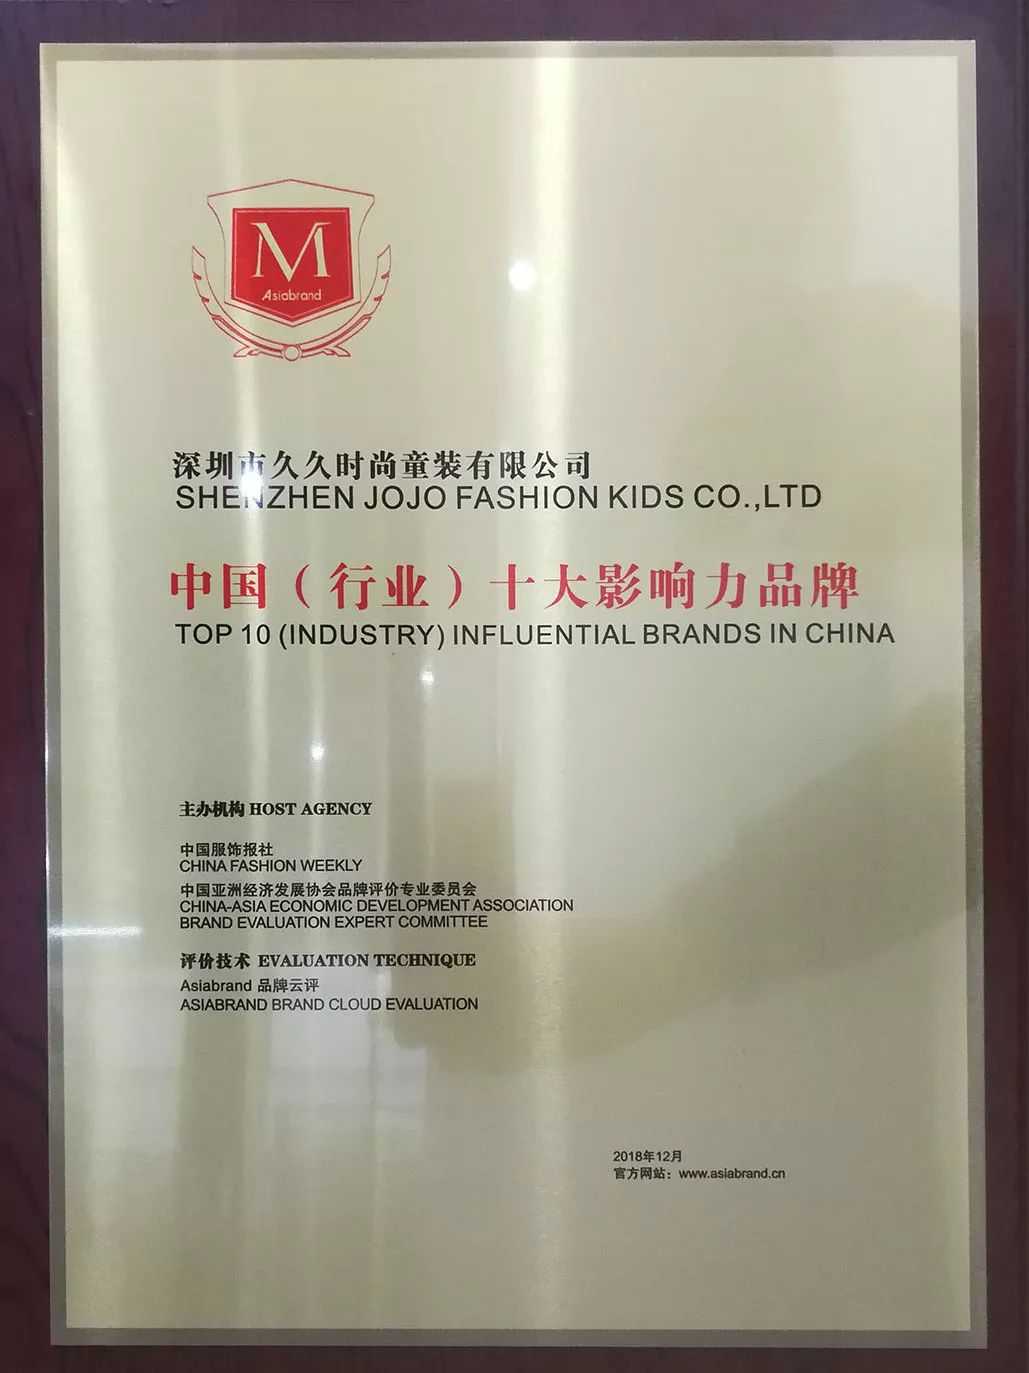 M
Asiabrand
深圳市久久时尚童装有限公司
SHENZHEN JOJO FASHION KIDS CO.,LTD
中国（行业）十大影响力品牌
TOP 10 (INDUSTRY) INFLUENTIAL BRANDS IN CHINA
主办机构 HOST AGENCY
中国服饰报社
CHINA FASHION WEEKLY
中国亚洲经济发展协会品牌评价专业委员会
CHINA-ASIA ECONOMIC DEVELOPMENT ASSOCIATION
BRAND EVALUATION EXPERT COMMITTEE
评价技术 EVALUATION TECHNIQUE
Asiabrand 品牌云评
ASIABRAND BRAND CLOUD EVALUATION
2018年12月
官方网站：www.asiabrand.cn